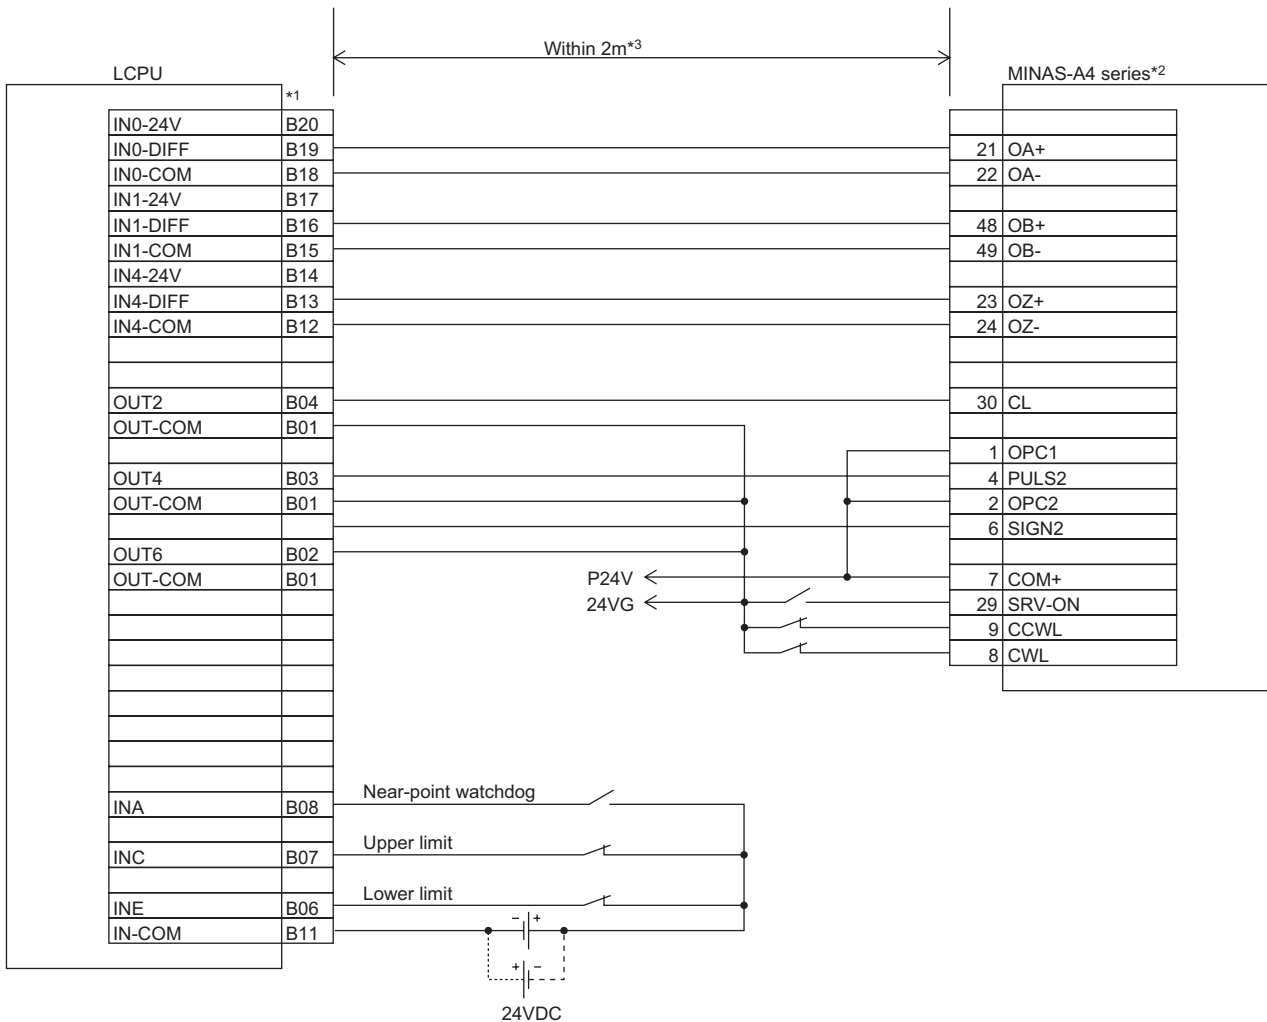 Within 2m*3
LCPU
MINAS-A4 series*2
*1
IN0-24V B20
IN0-DIFF B19 21 OA+
IN0-COM B18 22 OA-
IN1-24V B17
IN1-DIFF B16 48 OB+
IN1-COM B15 49 OB-
IN4-24V B14
IN4-DIFF B13 23 OZ+
IN4-COM B12 24 OZ-
OUT2 B04 30 CL
OUT-COM B01
1 OPC1
OUT4 B03 4 PULS2
OUT-COM B01 2 OPC2
6 SIGN2
OUT6 B02
OUT-COM B01 P24V 7 COM+
24VG 29 SRV-ON
9 CCWL
8 CWL
Near-point watchdog
INA B08
Upper limit
INC B07
Lower limit
INE B06
- +
IN-COM B11
+ -
24VDC